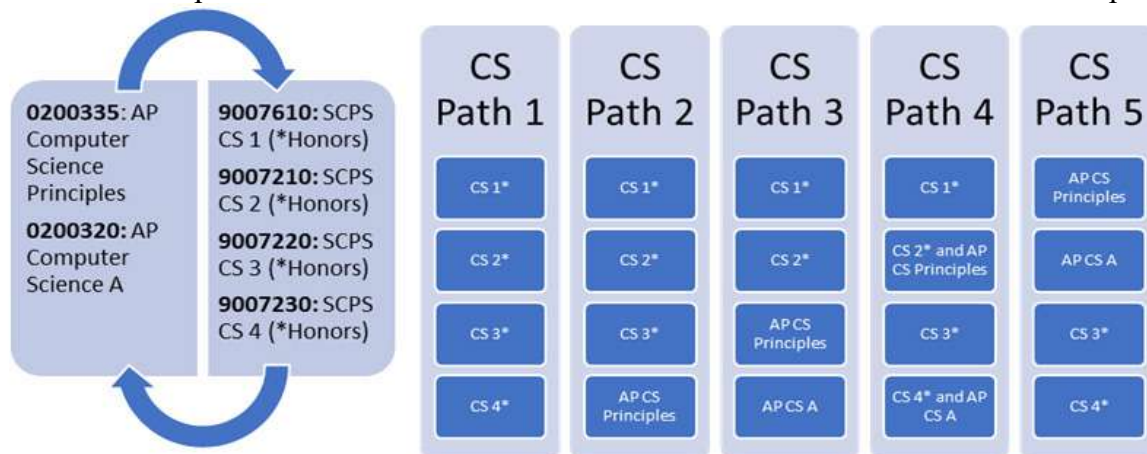 0200335: AP
Computer
Science
Principles
0200320: AP
Computer
Science A
9007610: SCPS
CS 1 (*Honors)
9007210: SCPS
CS 2 (*Honors)
9007220: SCPS
CS 3 (*Honors)
9007230: SCPS
CS 4 (*Honors)
CS
Path 1
CS 1*
CS 2*
CS 3*
CS 4*
CS
Path 2
CS 1*
CS 2*
CS 3*
AP CS
Principles
CS
Path 3
CS 1*
CS 2*
AP CS
Principles
AP CS A
CS
Path 4
CS 1*
CS 2* and AP
CS Principles
CS 3*
CS 4* and AP
CS A
CS
Path 5
AP CS
Principles
AP CS A
CS 3*
CS 4*